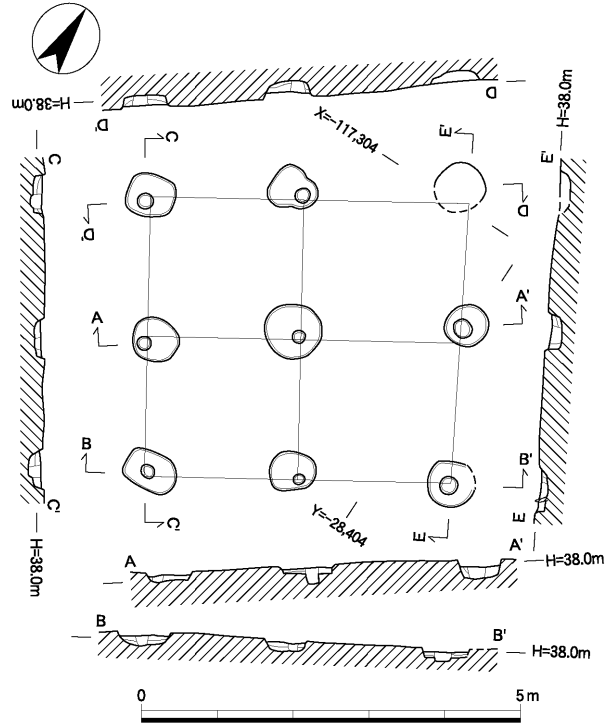 D'
D
H=38.0m
X=-117,304
H=38.0m
C
C
E'
E'
D'
D
A
A'
B
B'
C'
C'
H=38.0m
Y=-28,404
E
E
A
A'
H=38.0m
B
B'
H=38.0m
0
5m